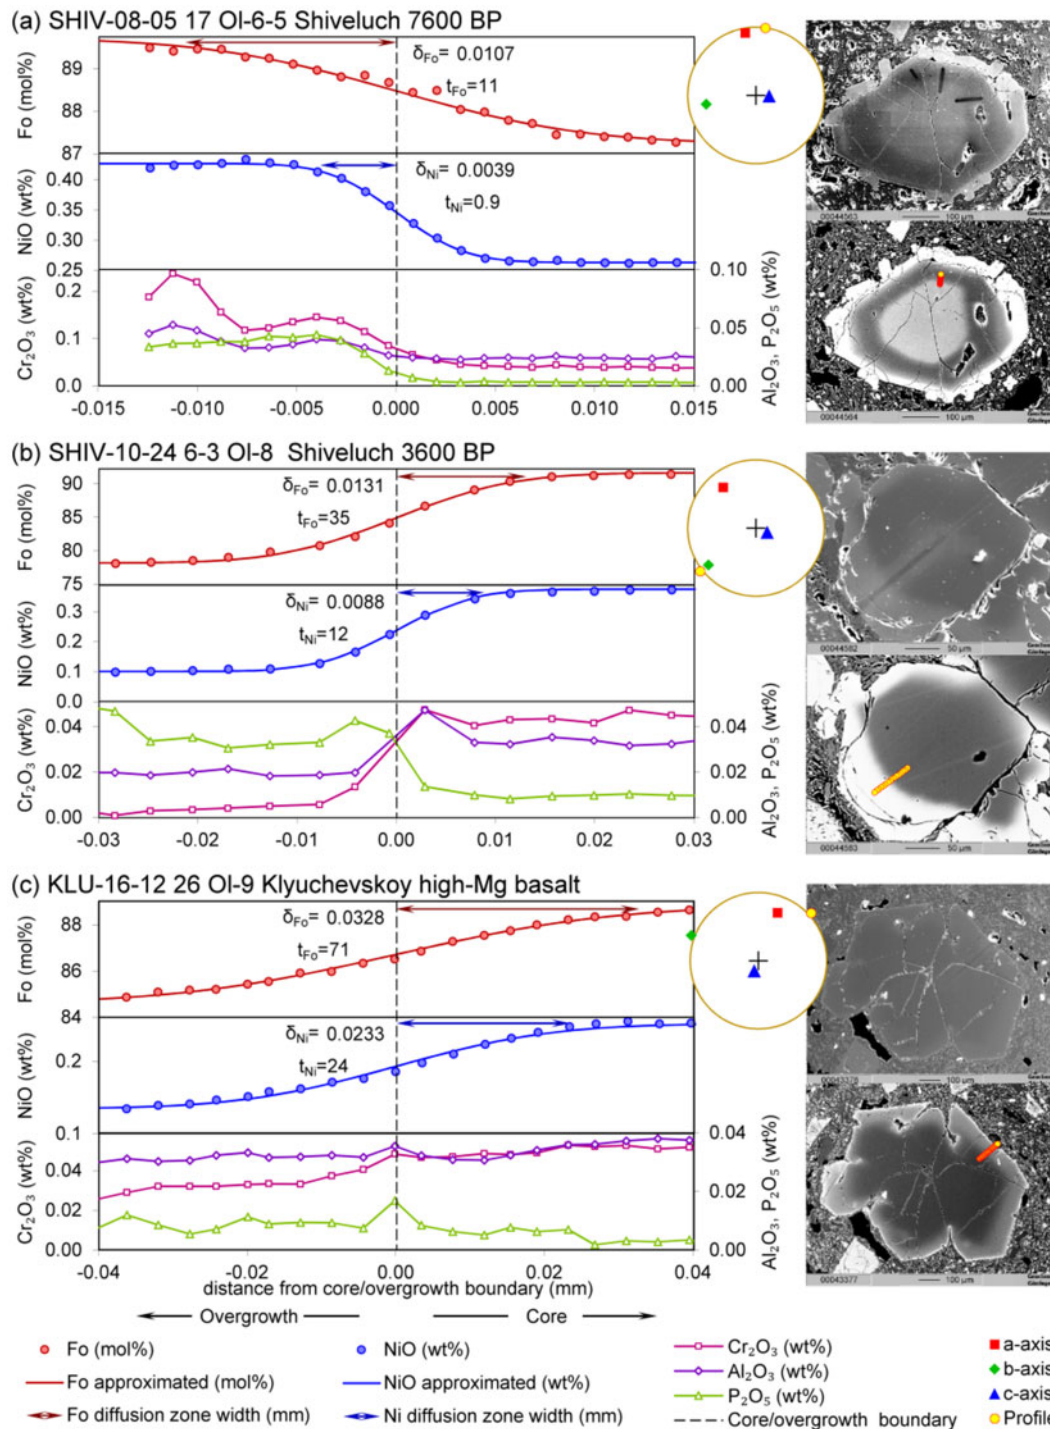 (a) SHIV-08-05 17 Ol-6-5 Shiveluch 7600 BP
Fo (mol%)
89
88
87
δFo= 0.0107
tFo=11
NiO (wt%)
0.40
0.35
0.30
0.25
δNi= 0.0039
tNi=0.9
Cr₂O₃ (wt%)
0.2
0.1
0.0
0.10
0.05
0.00
Al₂O₃, P₂O₅ (wt%)
-0.015 -0.010 -0.005 0.000 0.005 0.010 0.015
00044563 100 µm
00044564 100 µm
(b) SHIV-10-24 6-3 Ol-8 Shiveluch 3600 BP
Fo (mol%)
90
85
80
75
δFo= 0.0131
tFo=35
NiO (wt%)
0.3
0.2
0.1
0.0
δNi= 0.0088
tNi=12
Cr₂O₃ (wt%)
0.04
0.02
0.00
0.04
0.02
0.00
Al₂O₃, P₂O₅ (wt%)
-0.03 -0.02 -0.01 0.00 0.01 0.02 0.03
00044582 50 µm
00044583 50 µm
(c) KLU-16-12 26 Ol-9 Klyuchevskoy high-Mg basalt
Fo (mol%)
88
86
84
δFo= 0.0328
tFo=71
NiO (wt%)
0.2
0.1
δNi= 0.0233
tNi=24
Cr₂O₃ (wt%)
0.04
0.02
0.00
0.04
0.02
0.00
Al₂O₃, P₂O₅ (wt%)
-0.04 -0.02 0.00 0.02 0.04
100 µm
00043377 100 µm
distance from core/overgrowth boundary (mm)
Overgrowth Core
Fo (mol%)
NiO (wt%)
Cr₂O₃ (wt%)
a-axis
Al₂O₃ (wt%)
b-axis
Fo approximated (mol%)
NiO approximated (wt%)
P₂O₅ (wt%)
c-axis
Fo diffusion zone width (mm)
Ni diffusion zone width (mm)
Core/overgrowth boundary
Profile